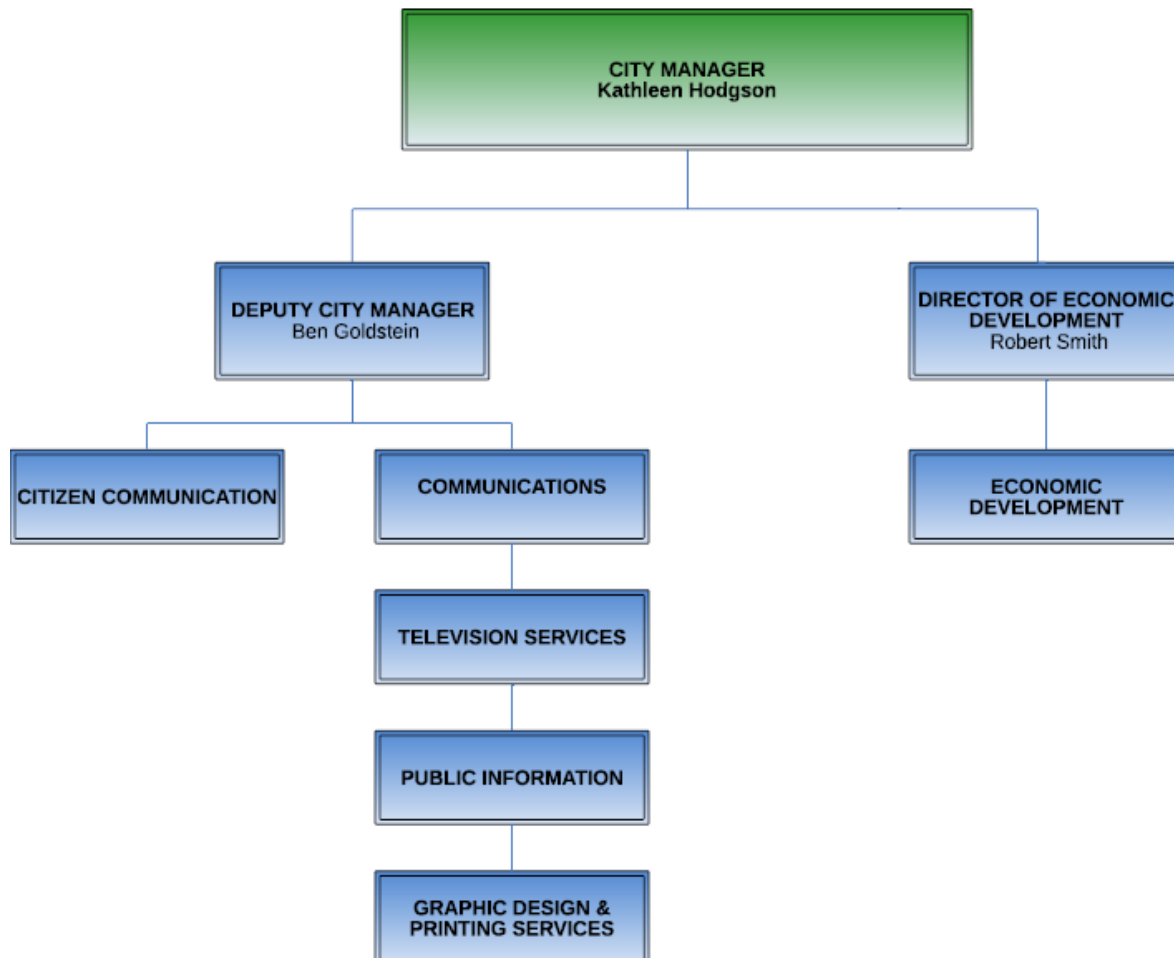 CITY MANAGER
Kathleen Hodgson
DEPUTY CITY MANAGER
Ben Goldstein
DIRECTOR OF ECONOMIC
DEVELOPMENT
Robert Smith
CITIZEN COMMUNICATION
COMMUNICATIONS
ECONOMIC
DEVELOPMENT
TELEVISION SERVICES
PUBLIC INFORMATION
GRAPHIC DESIGN &
PRINTING SERVICES